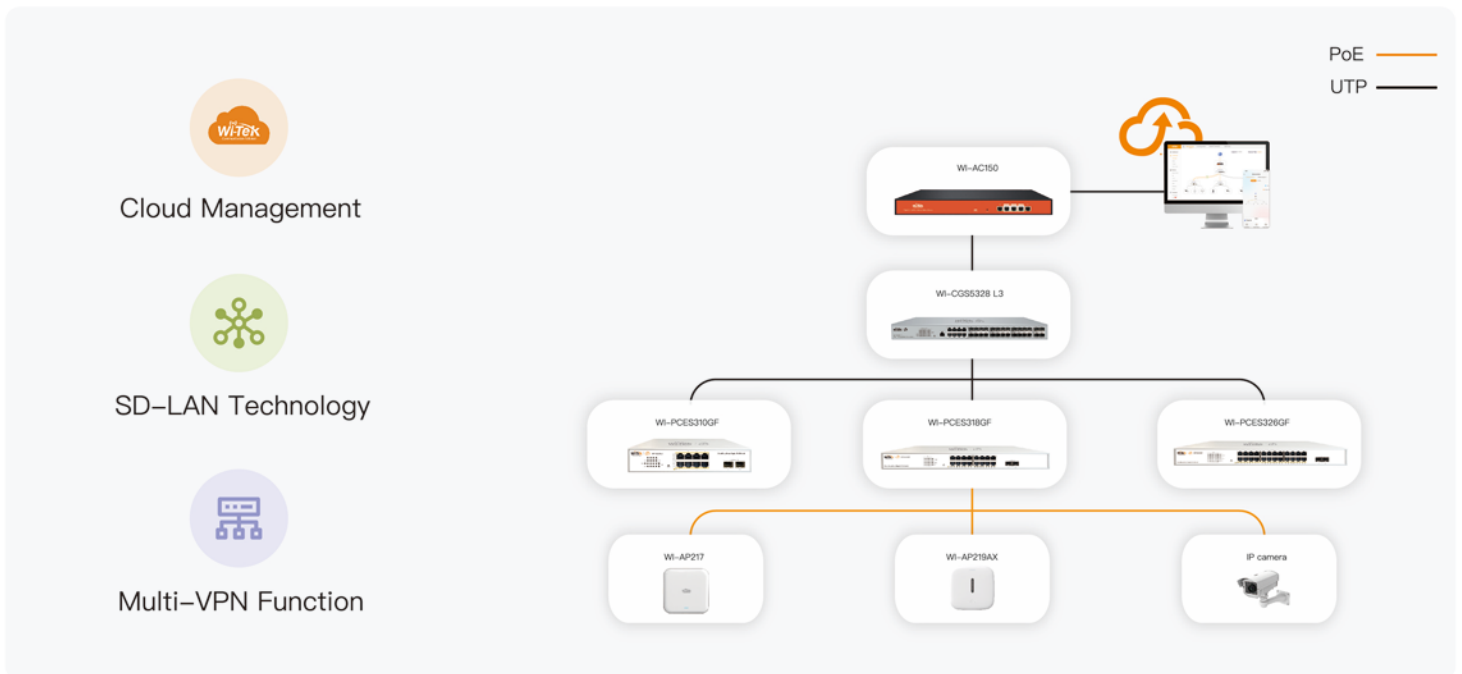 PoE
UTP
Wi-Tek
Cloud Management
WI-AC150
WI-CGS5328 L3
SD-LAN Technology
WI-PCES310GF
WI-PCES318GF
WI-PCES326GF
Multi-VPN Function
WI-AP217
WI-AP219AX
IP camera